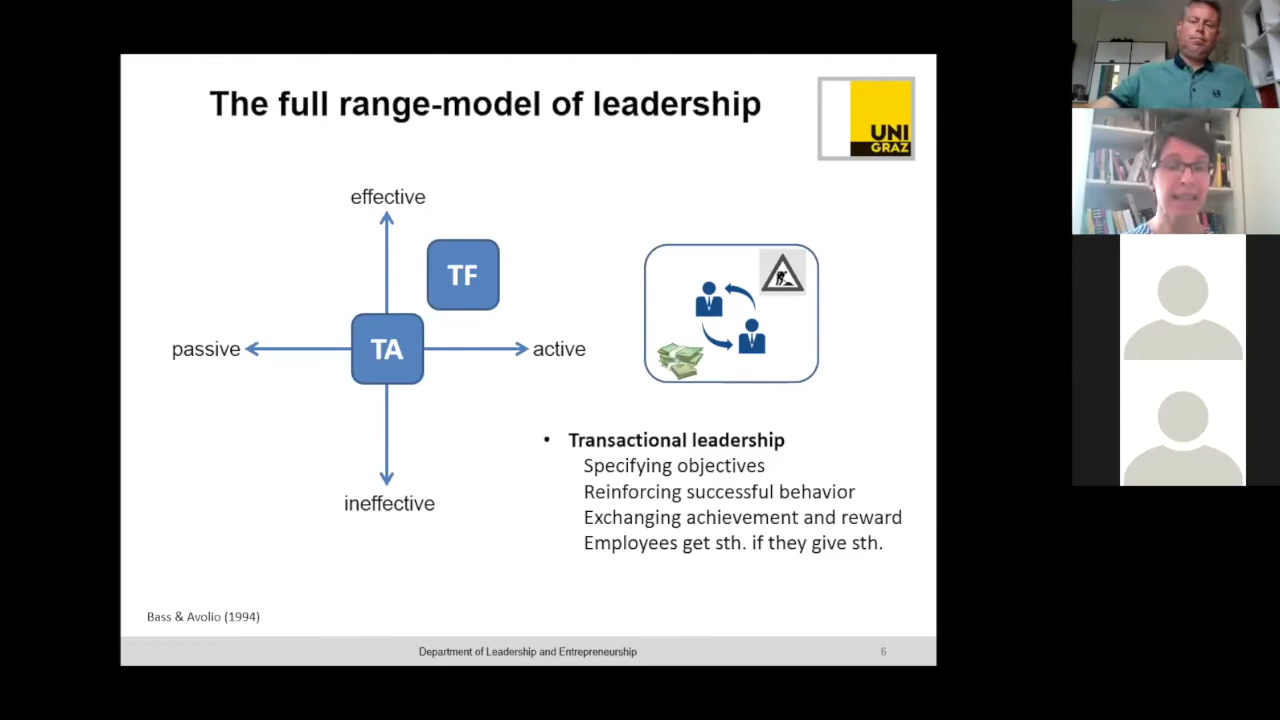 The full range-model of leadership
UNI
GRAZ
effective
TF
passive
TA
active
ineffective
• Transactional leadership
Specifying objectives
Reinforcing successful behavior
Exchanging achievement and reward
Employees get sth. if they give sth.
Bass & Avolio (1994)
Department of Leadership and Entrepreneurship
6